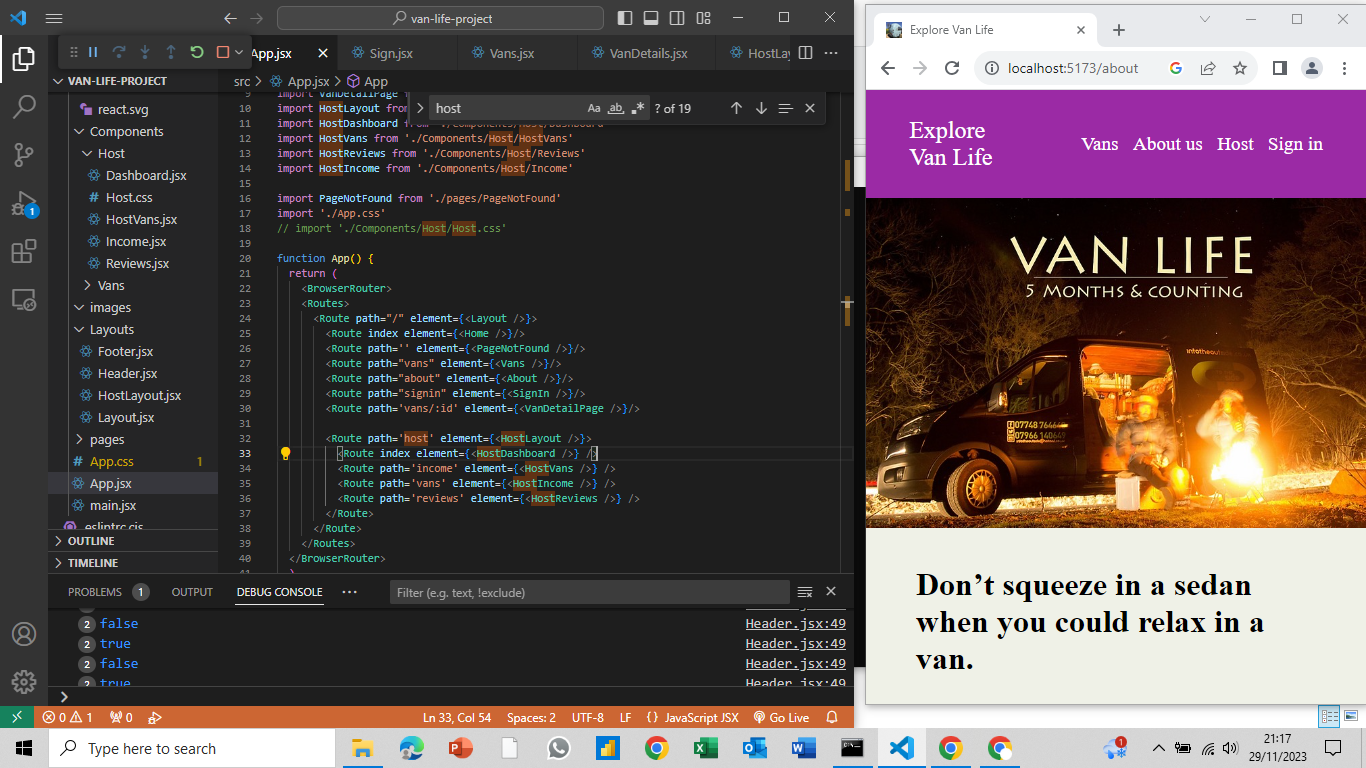 van-life-project
App.jsx
Sign.jsx
Vans.jsx
VanDetails.jsx
HostLay
VAN-LIFE-PROJECT
react.svg
Components
Host
Dashboard.jsx
Host.css
HostVans.jsx
Income.jsx
Reviews.jsx
Vans
images
Layouts
Footer.jsx
Header.jsx
HostLayout.jsx
Layout.jsx
pages
App.css 1
App.jsx
main.jsx
.eslintrc.cjs
OUTLINE
TIMELINE
1
src > App.jsx > App
host
Aa ab .*
? of 19
9 import VanDetailPage
10 import HostLayout from
11 import HostDashboard from './Components/Host/Dashboard'
12 import HostVans from './Components/Host/HostVans'
13 import HostReviews from './Components/Host/Reviews'
14 import HostIncome from './Components/Host/Income'
15
16 import PageNotFound from './pages/PageNotFound'
17 import './App.css'
18 // import './Components/Host/Host.css'
19
20 function App() {
21 return (
22 <BrowserRouter>
23 <Routes>
24 <Route path="/" element={<Layout />}>
25 <Route index element={<Home />}/>
26 <Route path='' element={<PageNotFound />}/>
27 <Route path="vans" element={<Vans />}/>
28 <Route path="about" element={<About />}/>
29 <Route path="signin" element={<SignIn />}/>
30 <Route path='vans/:id' element={<VanDetailPage />}/>
31
32 <Route path='host' element={<HostLayout />}>
33 <Route index element={<HostDashboard />} />
34 <Route path='income' element={<HostVans />} />
35 <Route path='vans' element={<HostIncome />} />
36 <Route path='reviews' element={<HostReviews />} />
37 </Route>
38 </Route>
39 </Routes>
40 </BrowserRouter>
41 )
PROBLEMS 1
OUTPUT
DEBUG CONSOLE
Filter (e.g. text, !exclude)
2 false Header.jsx:49
2 true Header.jsx:49
2 false Header.jsx:49
2 true Header.jsx:49
0 1
0
Ln 33, Col 54
Spaces: 2
UTF-8
LF
{} JavaScript JSX
Go Live
Explore Van Life
localhost:5173/about
Explore
Van Life
Vans
About us
Host
Sign in
VAN LIFE
5 MONTHS & COUNTING
intotheaut
07748 76464
07966 14064
Don’t squeeze in a sedan
when you could relax in a
van.
Type here to search
1
21:17
29/11/2023